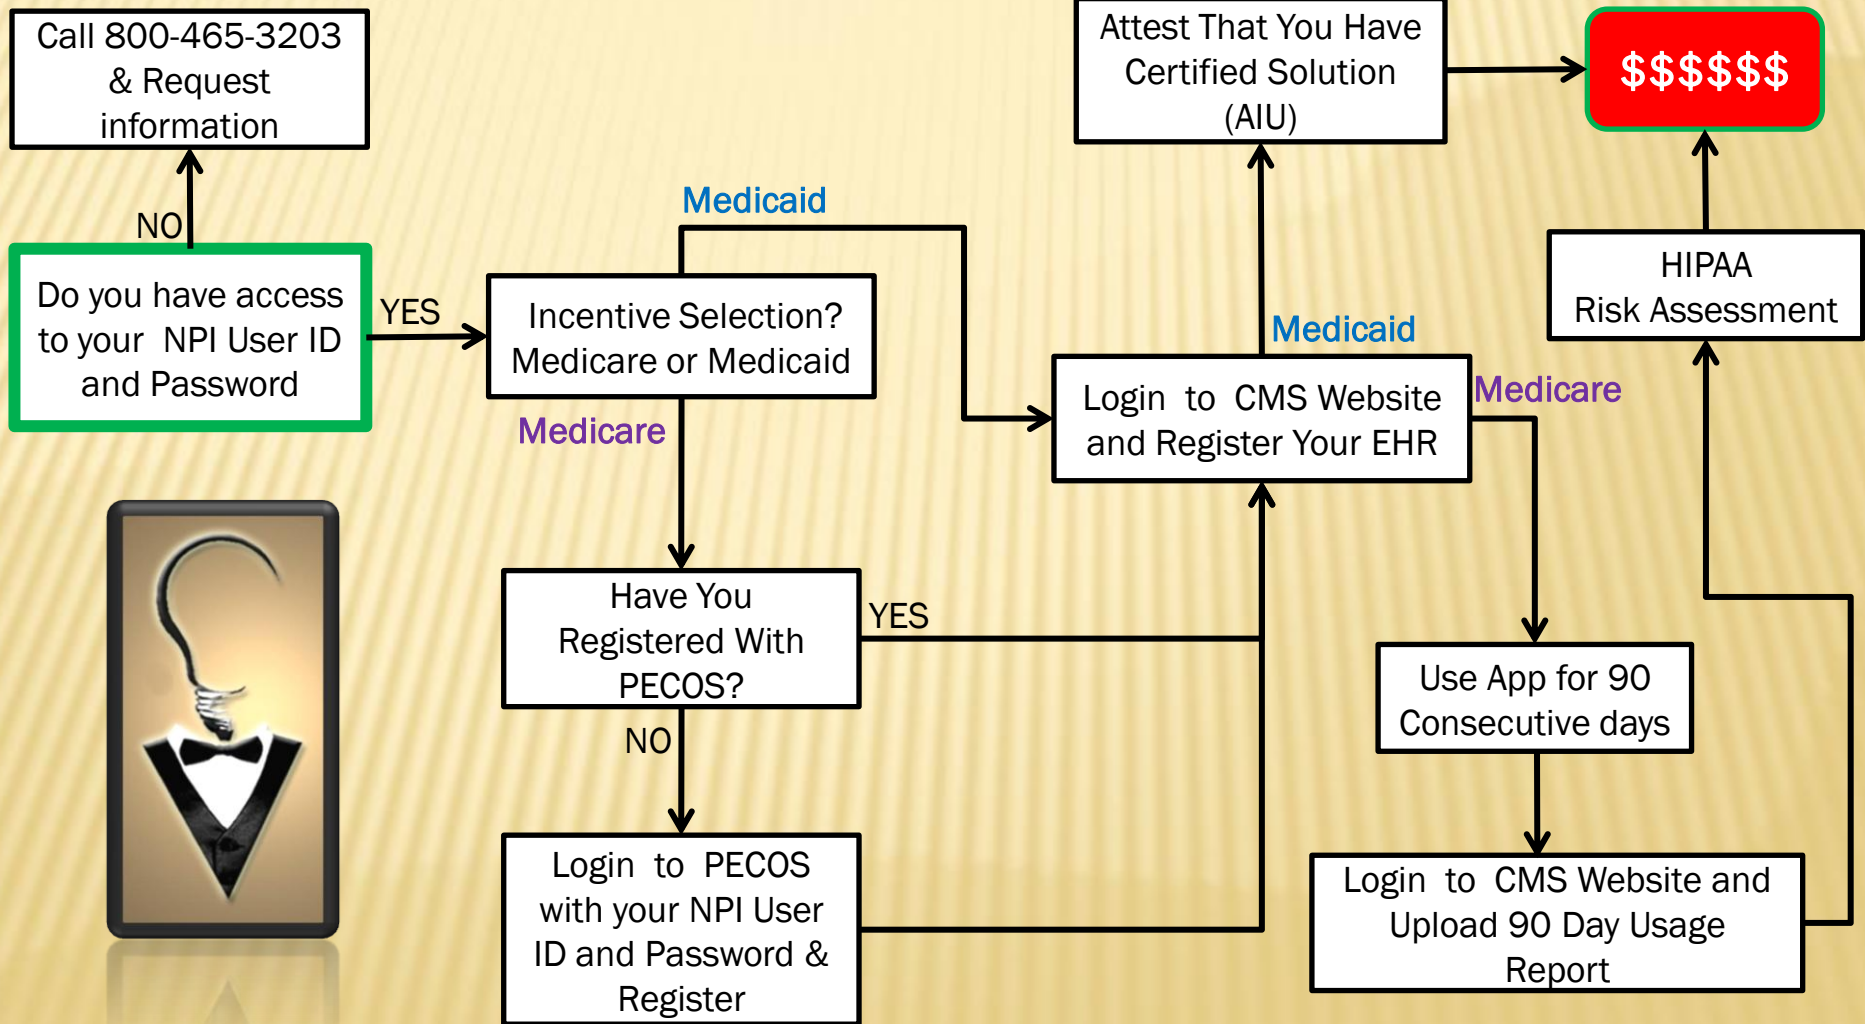 Call 800-465-3203
& Request
information
NO
Do you have access
to your NPI User ID
and Password
YES
Incentive Selection?
Medicare or Medicaid
Medicaid
Medicare
Have You
Registered With
PECOS?
YES
NO
Login to PECOS
with your NPI User
ID and Password &
Register
Login to CMS Website
and Register Your EHR
Medicaid
Medicare
Attest That You Have
Certified Solution
(AIU)
$$$$$$
Use App for 90
Consecutive days
Login to CMS Website and
Upload 90 Day Usage
Report
HIPAA
Risk Assessment